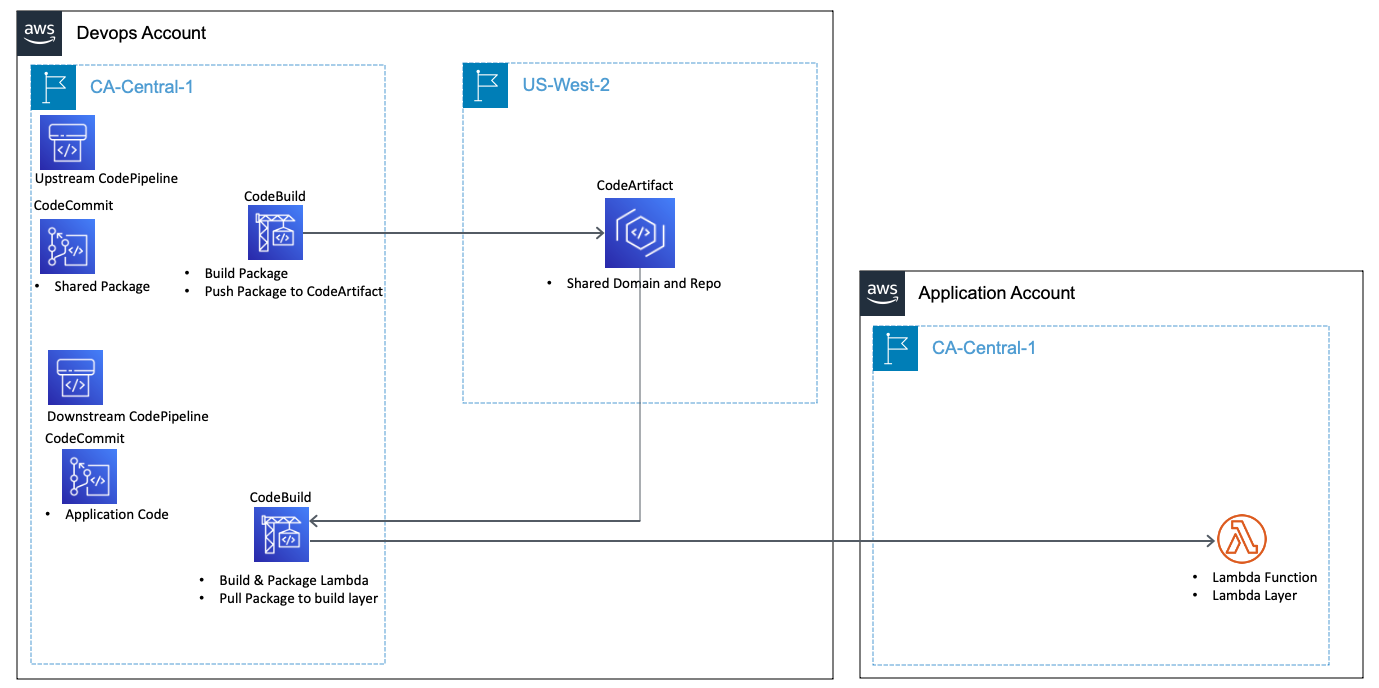 aws
Devops Account
CA-Central-1
Upstream CodePipeline
CodeCommit
• Shared Package
CodeBuild
• Build Package
• Push Package to CodeArtifact
Downstream CodePipeline
CodeCommit
• Application Code
CodeBuild
• Build & Package Lambda
• Pull Package to build layer
US-West-2
CodeArtifact
• Shared Domain and Repo
aws
Application Account
CA-Central-1
• Lambda Function
• Lambda Layer